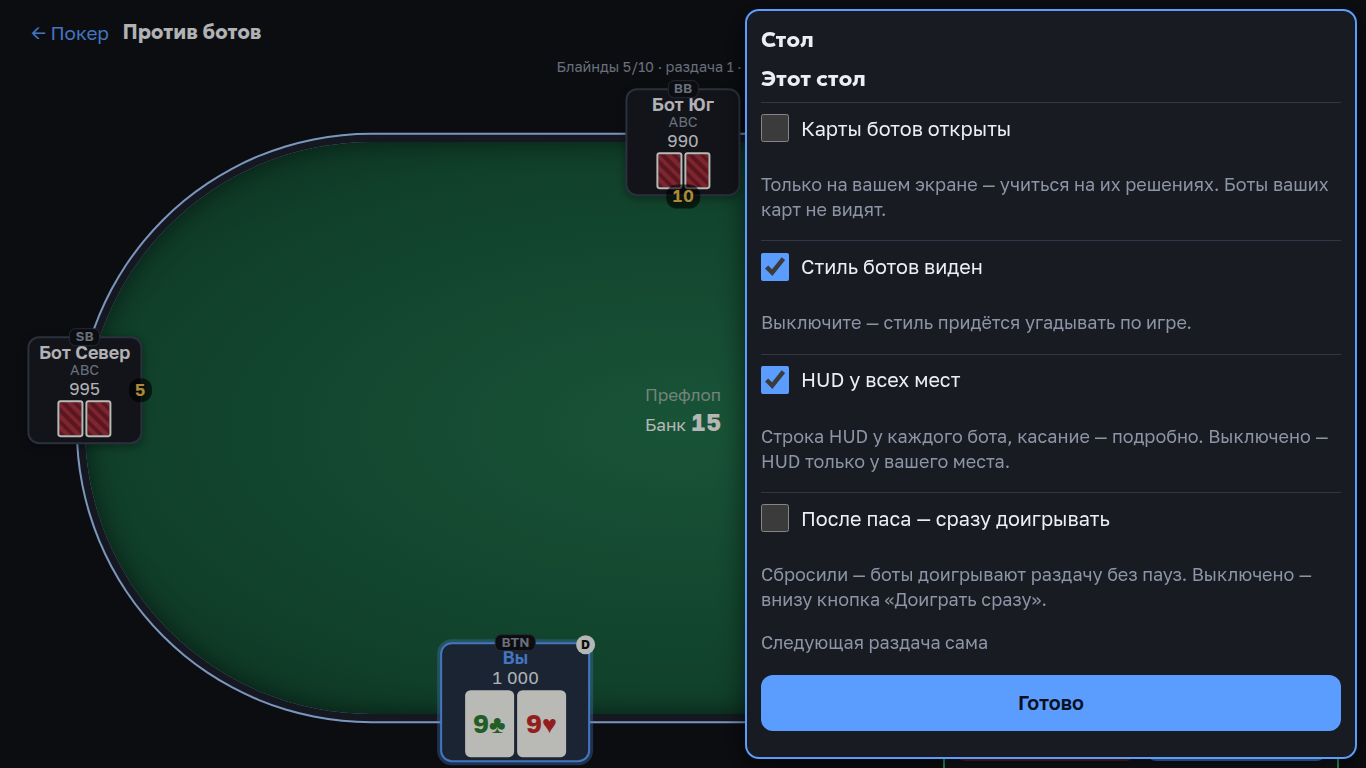 ← Покер Против ботов
Блайнды 5/10 · раздача 1 ·
BB
Бот Юг
ABC
990
10
SB
Бот Север
ABC
995
5
Префлоп
Банк 15
BTN
D
Вы
1 000
9♣ 9♥
Стол
Этот стол
Карты ботов открыты
Только на вашем экране — учиться на их решениях. Боты ваших
карт не видят.
Стиль ботов виден
Выключите — стиль придётся угадывать по игре.
HUD у всех мест
Строка HUD у каждого бота, касание — подробно. Выключено —
HUD только у вашего места.
После паса — сразу доигрывать
Сбросили — боты доигрывают раздачу без пауз. Выключено —
внизу кнопка «Доиграть сразу».
Следующая раздача сама
Готово